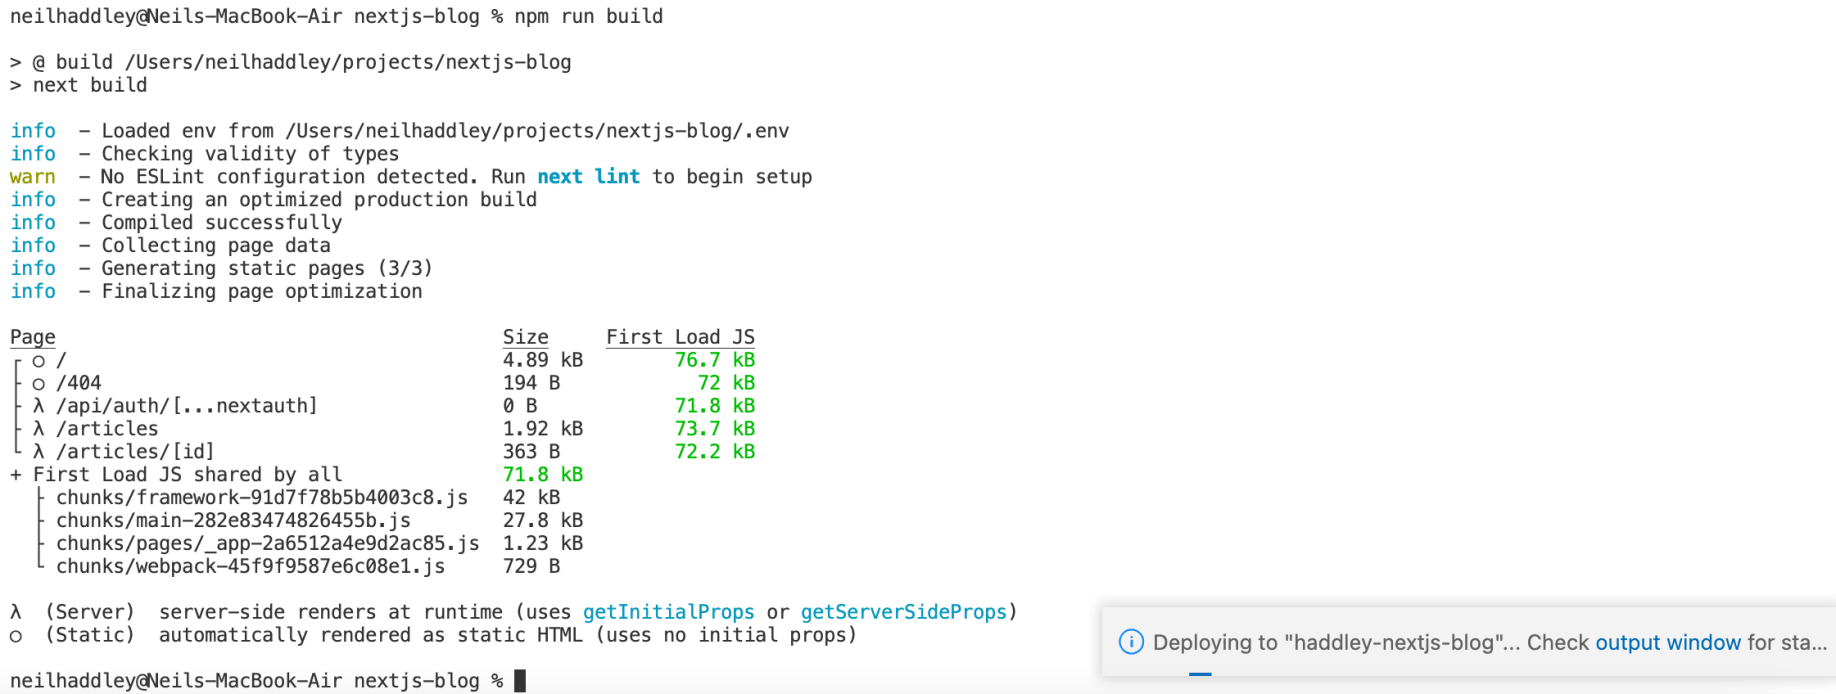 neilhaddley@Neils-MacBook-Air nextjs-blog % npm run build
> @ build /Users/neilhaddley/projects/nextjs-blog
> next build
info  - Loaded env from /Users/neilhaddley/projects/nextjs-blog/.env
info  - Checking validity of types
warn  - No ESLint configuration detected. Run next lint to begin setup
info  - Creating an optimized production build
info  - Compiled successfully
info  - Collecting page data
info  - Generating static pages (3/3)
info  - Finalizing page optimization
Page                                       Size     First Load JS
┌ ○ /                                      4.89 kB        76.7 kB
├ ○ /404                                   194 B            72 kB
├ λ /api/auth/[...nextauth]                0 B            71.8 kB
├ λ /articles                              1.92 kB        73.7 kB
└ λ /articles/[id]                         363 B          72.2 kB
+ First Load JS shared by all              71.8 kB
  ├ chunks/framework-91d7f78b5b4003c8.js   42 kB
  ├ chunks/main-282e83474826455b.js        27.8 kB
  ├ chunks/pages/_app-2a6512a4e9d2ac85.js  1.23 kB
  └ chunks/webpack-45f9f9587e6c08e1.js     729 B
λ  (Server)  server-side renders at runtime (uses getInitialProps or getServerSideProps)
○  (Static)  automatically rendered as static HTML (uses no initial props)
Deploying to "haddley-nextjs-blog"... Check output window for sta...
neilhaddley@Neils-MacBook-Air nextjs-blog %